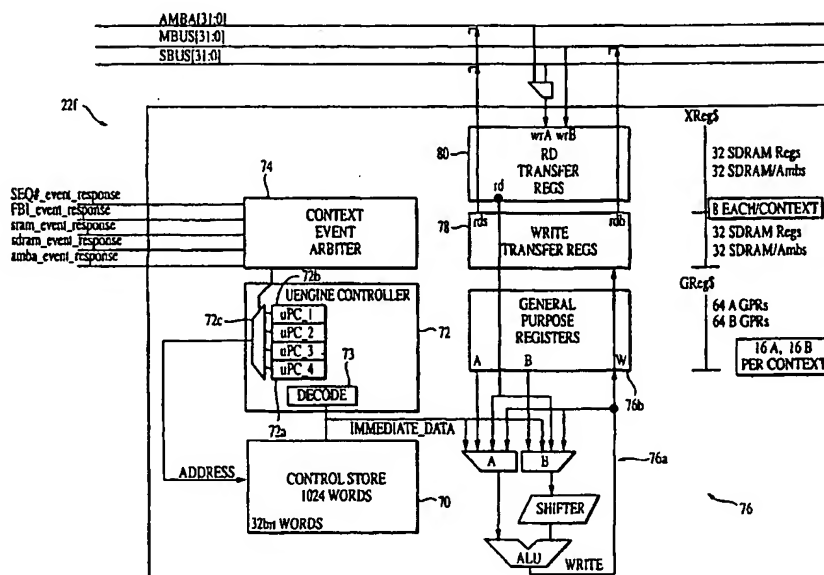 AMBA[31:0]
MBUS[31:0]
SBUS[31:0]
22f
XReg$
wrA wrB
80
RD
TRANSFER
REGS
rd
32 SDRAM Regs
32 SDRAM/Ambs
74
SEQ#_event_response
FBI_event_response
sram_event_response
sdram_event_response
amba_event_response
CONTEXT
EVENT
ARBITER
78
rds
rdb
WRITE
TRANSFER REGS
8 EACH/CONTEXT
32 SDRAM Regs
32 SDRAM/Ambs
GReg$
72b
UENGINE CONTROLLER
72c
uPC_1
uPC_2
uPC_3
uPC_4
72
73
DECODE
72a
GENERAL
PURPOSE
REGISTERS
A
B
W
64 A GPRs
64 B GPRs
16 A, 16 B
PER CONTEXT
76b
IMMEDIATE_DATA
ADDRESS
CONTROL STORE
1024 WORDS
32bit WORDS
70
A
B
76a
76
SHIFTER
ALU
WRITE